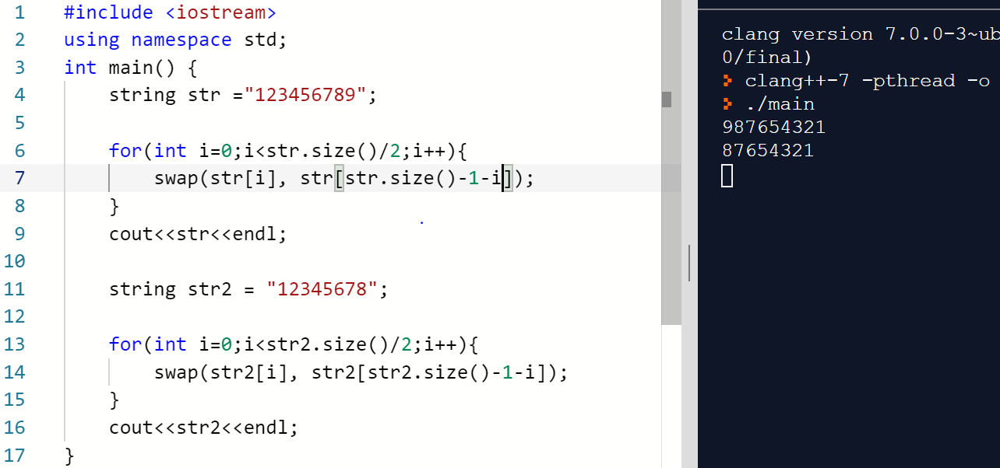 1 #include <iostream>
2 using namespace std;
3 int main() {
4 string str ="123456789";
5
6 for(int i=0;i<str.size()/2;i++){
7 swap(str[i], str[str.size()-1-i]);
8 }
9 cout<<str<<endl;
10
11 string str2 = "12345678";
12
13 for(int i=0;i<str2.size()/2;i++){
14 swap(str2[i], str2[str2.size()-1-i]);
15 }
16 cout<<str2<<endl;
17 }
clang version 7.0.0-3~ub
0/final)
clang++-7 -pthread -o
./main
987654321
87654321